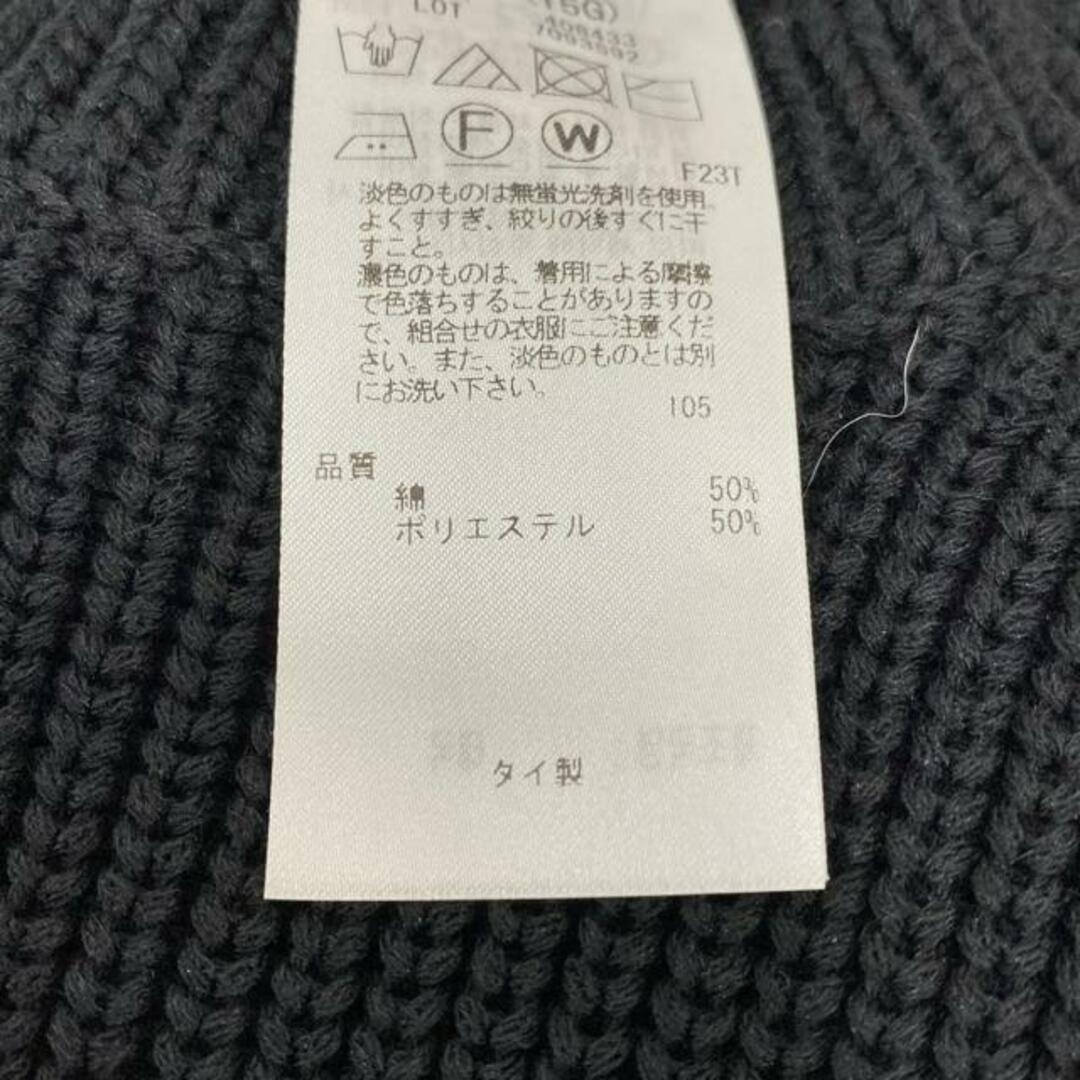 (15G)
LOT
409433
7003502
F
W
F23T
淡色のものは無蛍光洗剤を使用。
よくすすぎ、絞りの後すぐに干
すこと。
濃色のものは、着用による摩擦
で色落ちすることがありますの
で、組合せの衣服にご注意くだ
さい。また、淡色のものとは別
にお洗い下さい。
105
品質
綿 50%
ポリエステル 50%
タイ製